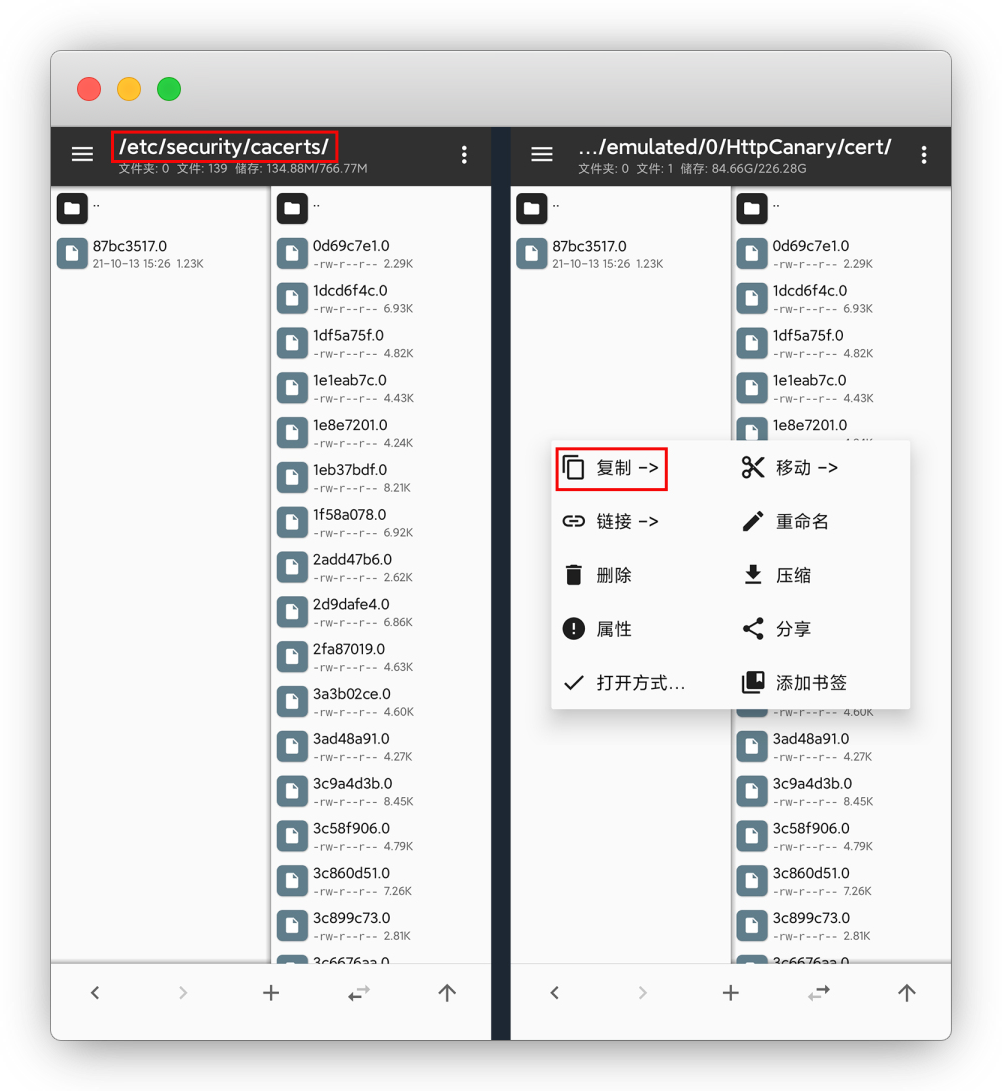 /etc/security/cacerts/
文件夹: 0 文件: 139 储存: 134.88M/766.77M
..
87bc3517.0
21-10-13 15:26 1.23K
..
0d69c7e1.0
-rw-r--r-- 2.29K
1dcd6f4c.0
-rw-r--r-- 6.93K
1df5a75f.0
-rw-r--r-- 4.82K
1e1eab7c.0
-rw-r--r-- 4.43K
1e8e7201.0
-rw-r--r-- 4.24K
1eb37bdf.0
-rw-r--r-- 8.21K
1f58a078.0
-rw-r--r-- 6.92K
2add47b6.0
-rw-r--r-- 2.62K
2d9dafe4.0
-rw-r--r-- 6.86K
2fa87019.0
-rw-r--r-- 4.63K
3a3b02ce.0
-rw-r--r-- 4.60K
3ad48a91.0
-rw-r--r-- 4.27K
3c9a4d3b.0
-rw-r--r-- 8.45K
3c58f906.0
-rw-r--r-- 4.79K
3c860d51.0
-rw-r--r-- 7.26K
3c899c73.0
-rw-r--r-- 2.81K
3c6676aa.0
.../emulated/0/HttpCanary/cert/
文件夹: 0 文件: 1 储存: 84.66G/226.28G
..
87bc3517.0
21-10-13 15:26 1.23K
..
0d69c7e1.0
-rw-r--r-- 2.29K
1dcd6f4c.0
-rw-r--r-- 6.93K
1df5a75f.0
-rw-r--r-- 4.82K
1e1eab7c.0
-rw-r--r-- 4.43K
1e8e7201.0
复制 ->
移动 ->
链接 ->
重命名
删除
压缩
属性
分享
打开方式...
添加书签
-rw-r--r-- 4.60K
3ad48a91.0
-rw-r--r-- 4.27K
3c9a4d3b.0
-rw-r--r-- 8.45K
3c58f906.0
-rw-r--r-- 4.79K
3c860d51.0
-rw-r--r-- 7.26K
3c899c73.0
-rw-r--r-- 2.81K
3c6676aa.0